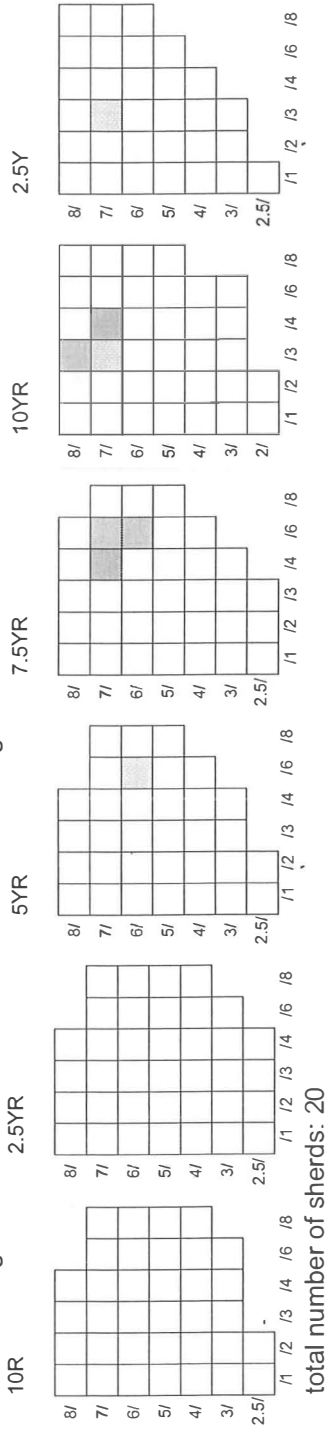 10R 2.5YR 5YR 7.5YR 10YR 2.5Y
8/ 8/ 8/ 8/ 8/ 8/
7/ 7/ 7/ 7/ 7/ 7/
6/ 6/ 6/ 6/ 6/ 6/
5/ 5/ 5/ 5/ 5/ 5/
4/ 4/ 4/ 4/ 4/ 4/
3/ 3/ 3/ 3/ 3/ 3/
2.5/ 2.5/ 2.5/ 2.5/ 2/ 2.5/
/1 /2 /3 /4 /6 /8 /1 /2 /3 /4 /6 /8 /1 /2 /3 /4 /6 /8 /1 /2 /3 /4 /6 /8 /1 /2 /3 /4 /6 /8 /1 /2 /3 /4 /6 /8
total number of sherds: 20